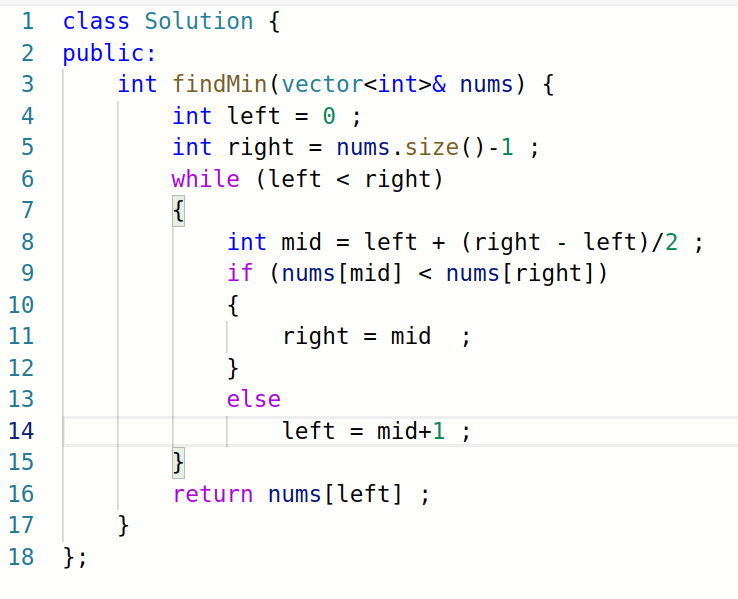 1 class Solution {
2 public:
3     int findMin(vector<int>& nums) {
4         int left = 0 ;
5         int right = nums.size()-1 ;
6         while (left < right)
7         {
8             int mid = left + (right - left)/2 ;
9             if (nums[mid] < nums[right])
10             {
11                 right = mid  ;
12             }
13             else
14                 left = mid+1 ;
15         }
16         return nums[left] ;
17     }
18 };